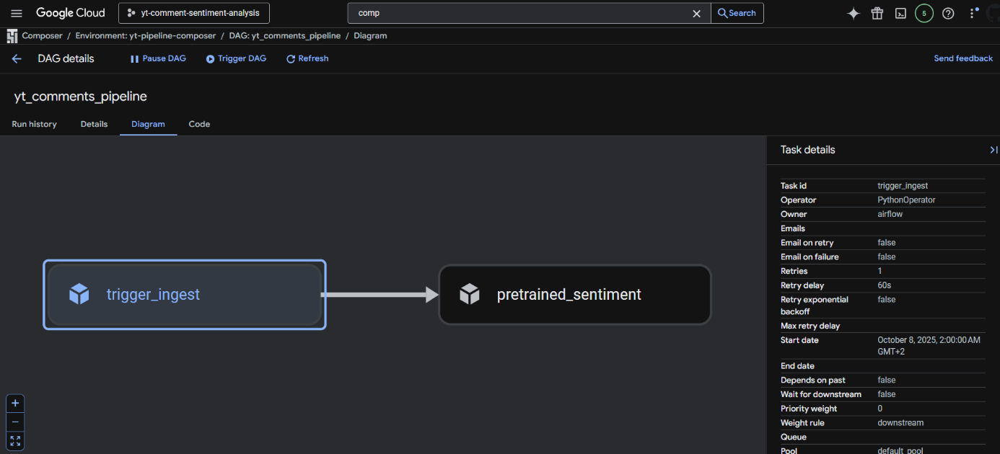 Google Cloud yt-comment-sentiment-analysis comp Search 5
Composer / Environment: yt-pipeline-composer / DAG: yt_comments_pipeline / Diagram
DAG details Pause DAG Trigger DAG Refresh Send feedback
yt_comments_pipeline
Run history Details Diagram Code
trigger_ingest
pretrained_sentiment
Task details
Task id trigger_ingest
Operator PythonOperator
Owner airflow
Emails
Email on retry false
Email on failure false
Retries 1
Retry delay 60s
Retry exponential false
backoff
Max retry delay
Start date October 8, 2025, 2:00:00 AM
GMT+2
End date
Depends on past false
Wait for downstream false
Priority weight 0
Weight rule downstream
Queue
Pool default_pool